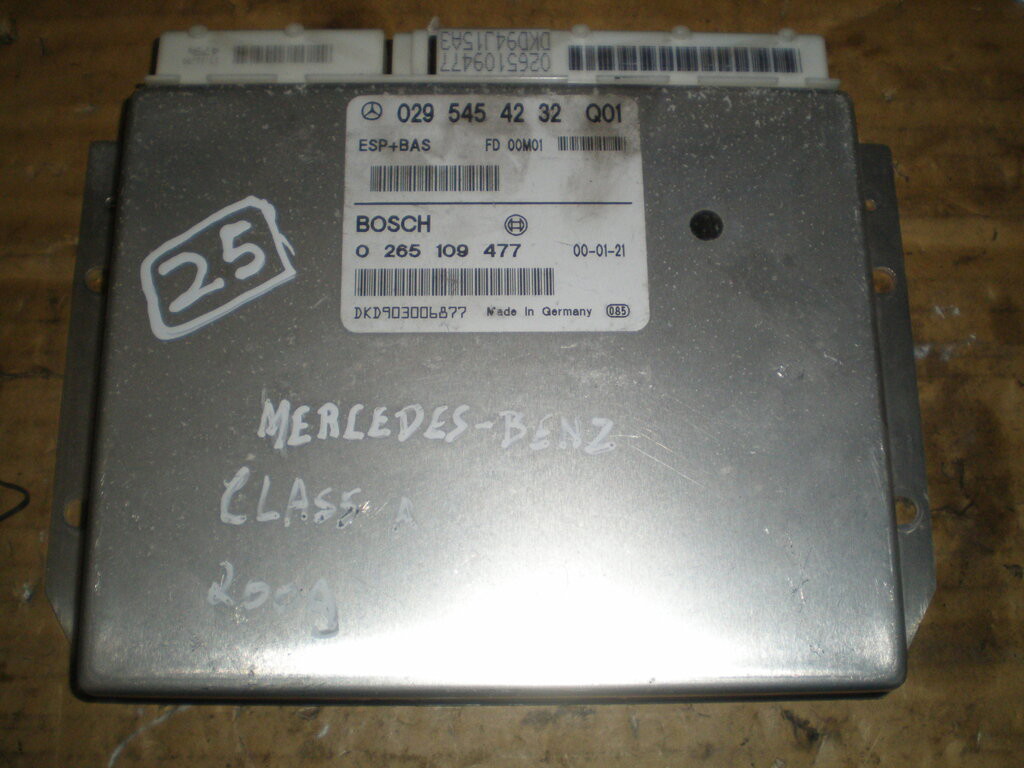 0265109477
DKD94J15A3
029 545 42 32 Q01
ESP+BAS FD 00M01
BOSCH
0 265 109 477 00-01-21
DKD903006877 Made In Germany 085
25
MERCEDES-BENZ
CLASS A